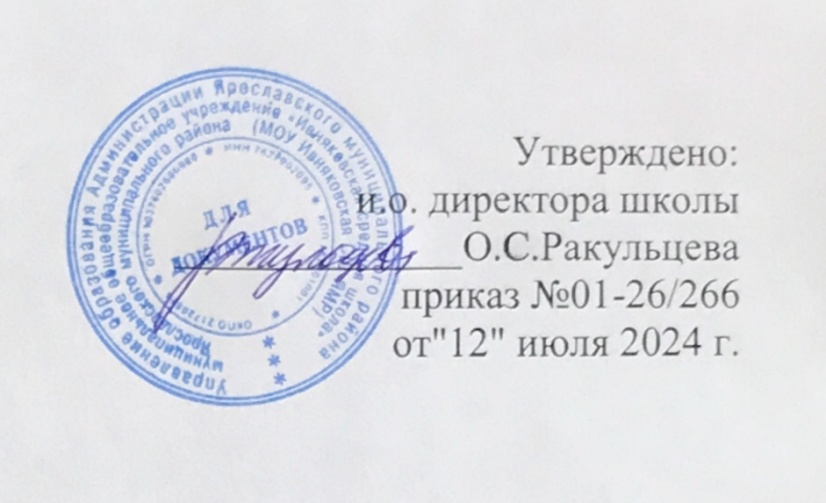 Утверждено:
и.о. директора школы
____________О.С.Ракульцева
приказ №01-26/266
от"12" июля 2024 г.
Управление образования Администрации Ярославского муниципального района
муниципальное общеобразовательное учреждение «Ивняковская средняя школа»
Ярославского муниципального района (МОУ Ивняковская ЯМР)
ДЛЯ
ДОКУМЕНТОВ